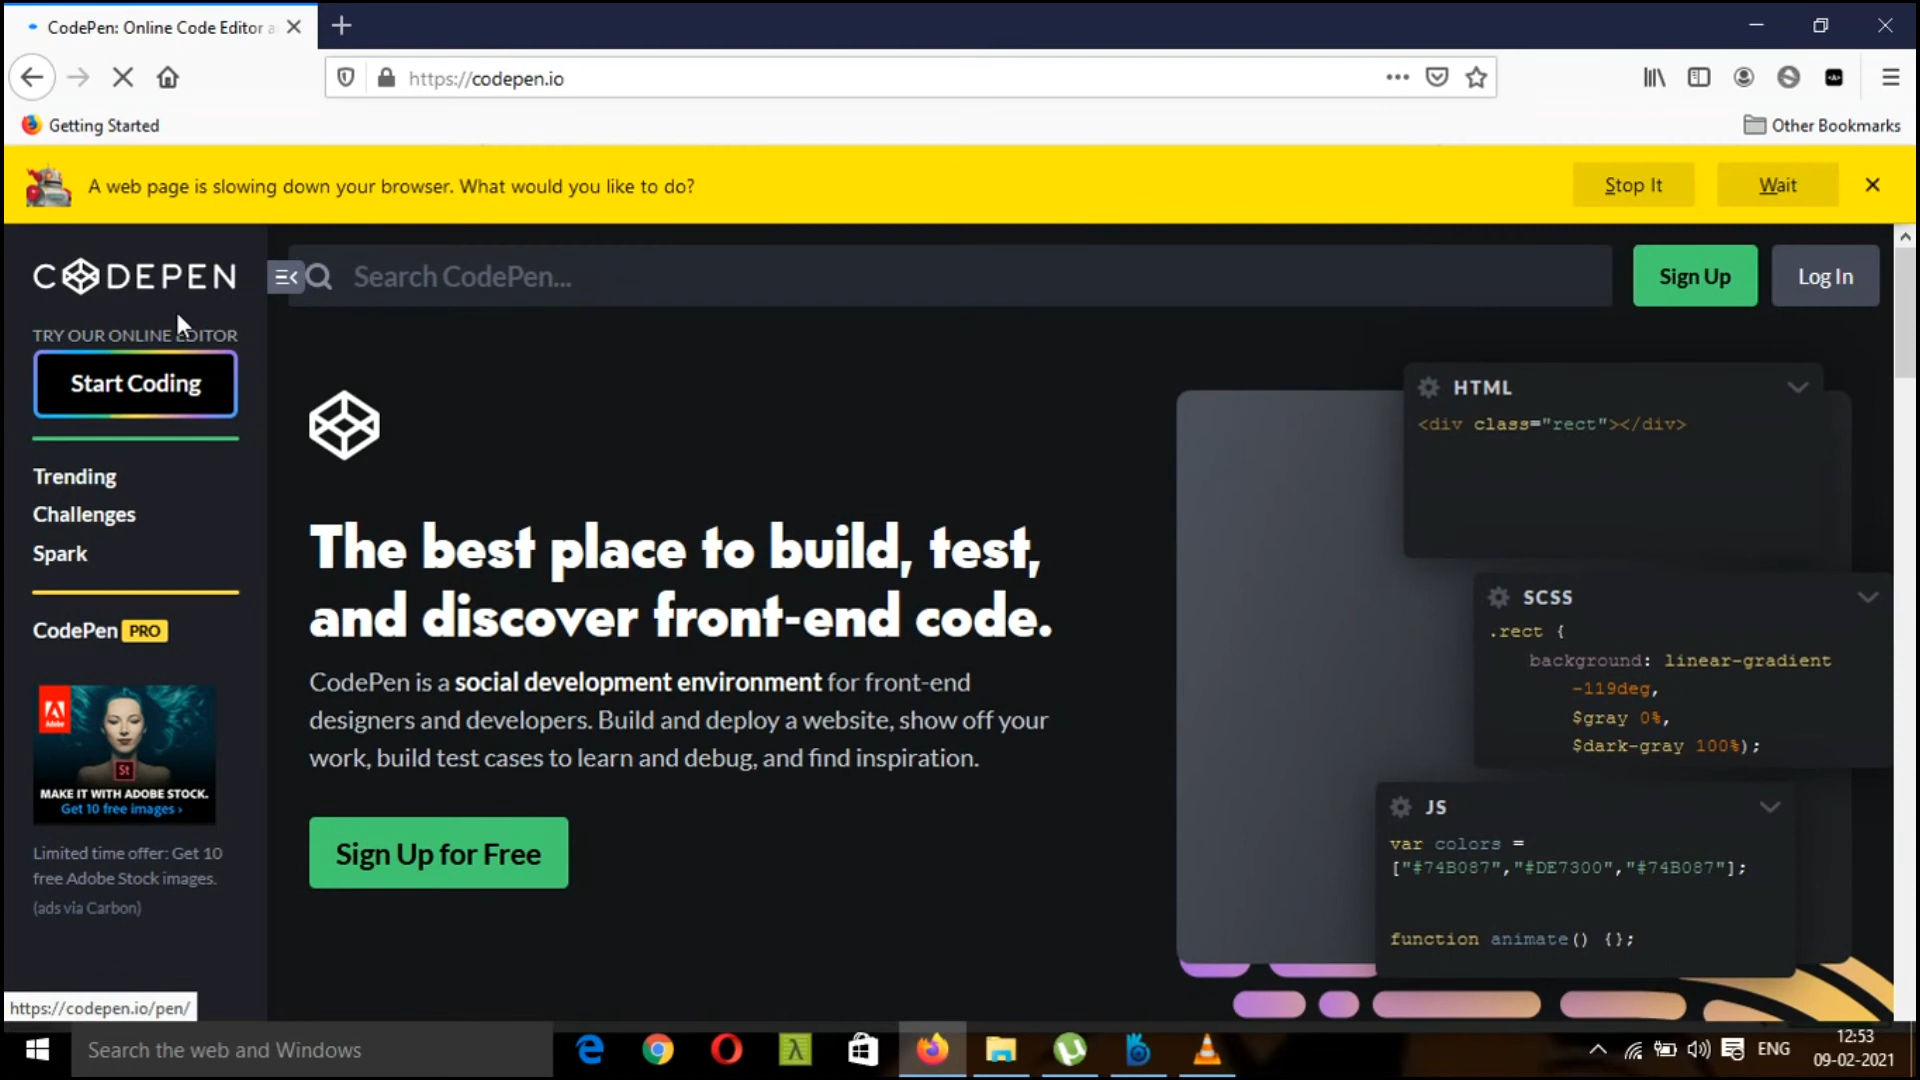 CodePen: Online Code Editor a
https://codepen.io
Getting Started
Other Bookmarks
A web page is slowing down your browser. What would you like to do?
Stop It
Wait
CODEPEN
Search CodePen...
Sign Up
Log In
TRY OUR ONLINE EDITOR
Start Coding
Trending
Challenges
Spark
CodePen PRO
Adobe
St
MAKE IT WITH ADOBE STOCK.
Get 10 free images ›
Limited time offer: Get 10
free Adobe Stock images.
(ads via Carbon)
The best place to build, test,
and discover front-end code.
CodePen is a social development environment for front-end
designers and developers. Build and deploy a website, show off your
work, build test cases to learn and debug, and find inspiration.
Sign Up for Free
HTML
<div class="rect"></div>
SCSS
.rect {
background: linear-gradient
-119deg,
$gray 0%,
$dark-gray 100%);
JS
var colors =
["#74B087","#DE7300","#74B087"];
function animate() {};
https://codepen.io/pen/
Search the web and Windows
ENG
12:53
09-02-2021